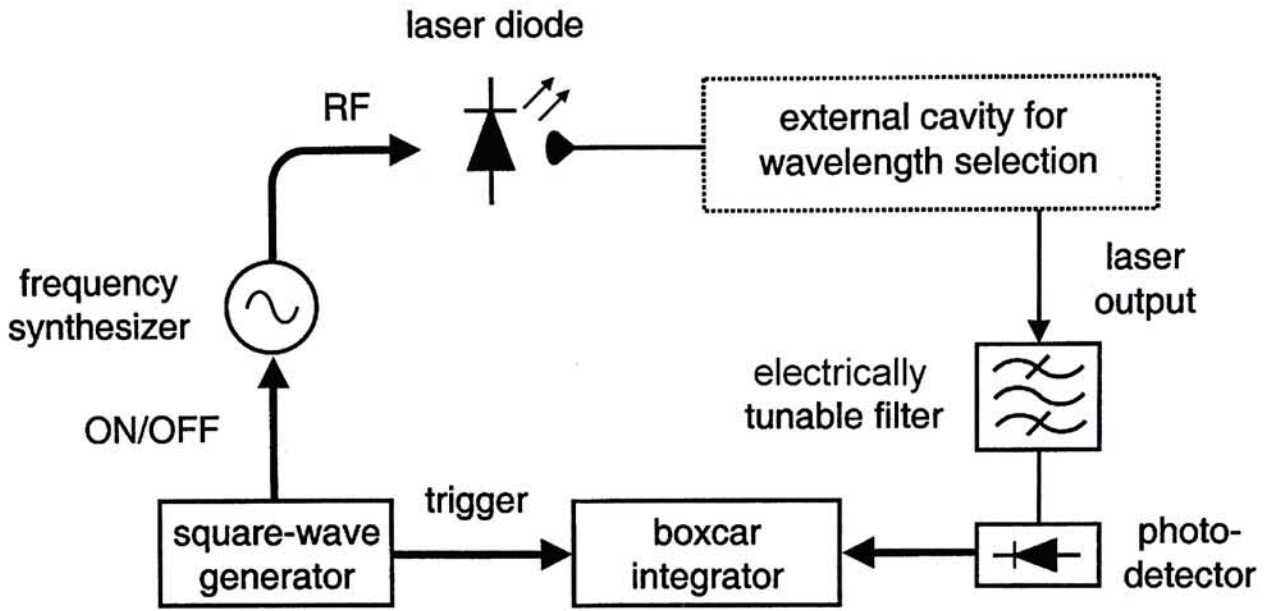 laser diode
RF
external cavity for
wavelength selection
frequency
synthesizer
laser
output
electrically
tunable filter
ON/OFF
trigger
square-wave
generator
boxcar
integrator
photo-
detector